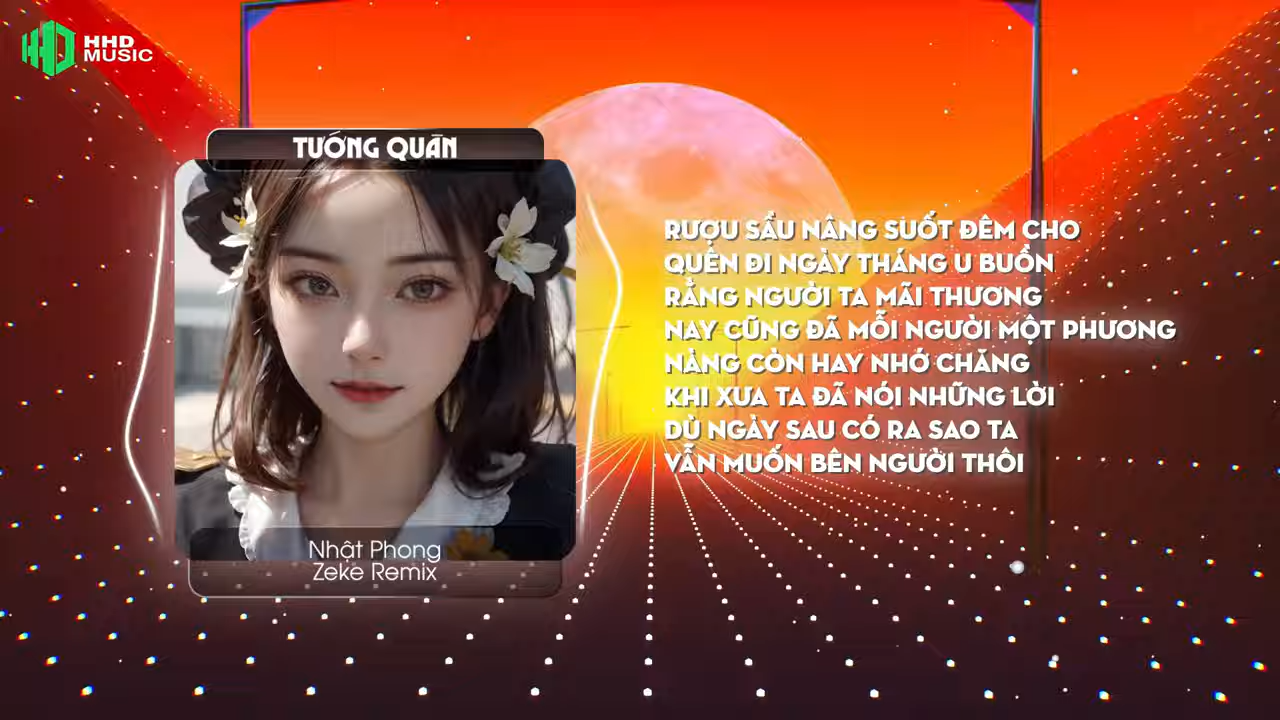 HHD
MUSIC
TƯỚNG QUÂN
RƯỢU SẦU NÂNG SUỐT ĐÊM CHO
QUÊN ĐI NGÀY THÁNG U BUỒN
RẰNG NGƯỜI TA MÃI THƯƠNG
NAY CŨNG ĐÃ MỖI NGƯỜI MỘT PHƯƠNG
NÀNG CÒN HAY NHỚ CHĂNG
KHI XƯA TA ĐÃ NÓI NHỮNG LỜI
DÙ NGÀY SAU CÓ RA SAO TA
VẪN MUỐN BÊN NGƯỜI THÔI
Nhật Phong
Zeke Remix